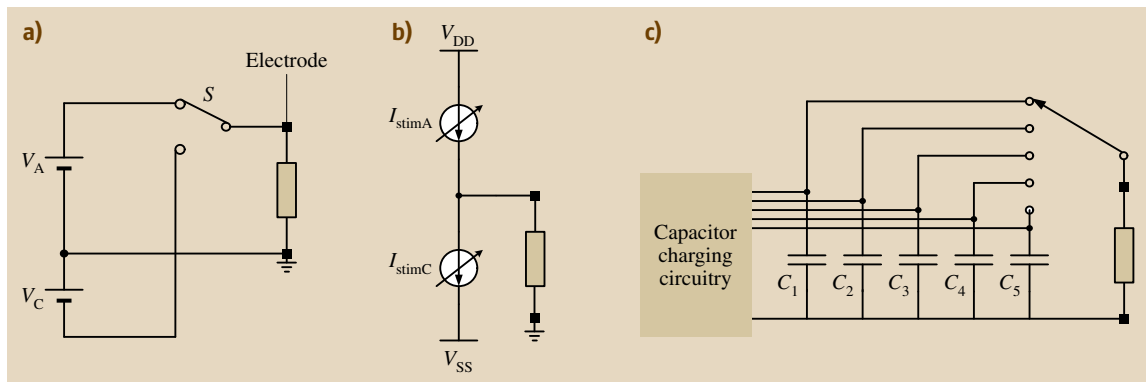 a)
Electrode
S
V_A
V_C
b)
V_DD
I_stimA
I_stimC
V_SS
c)
Capacitor
charging
circuitry
C_1 C_2 C_3 C_4 C_5